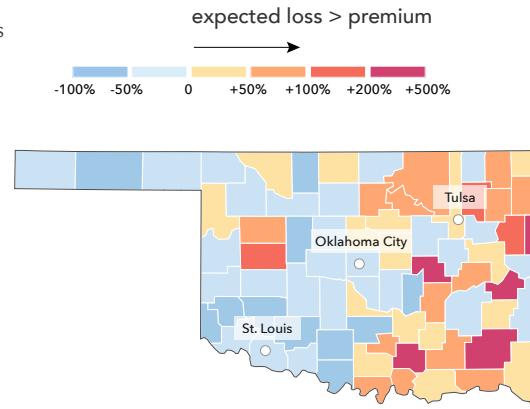 expected loss > premium
s
-100% -50% 0 +50% +100% +200% +500%
Tulsa
Oklahoma City
St. Louis